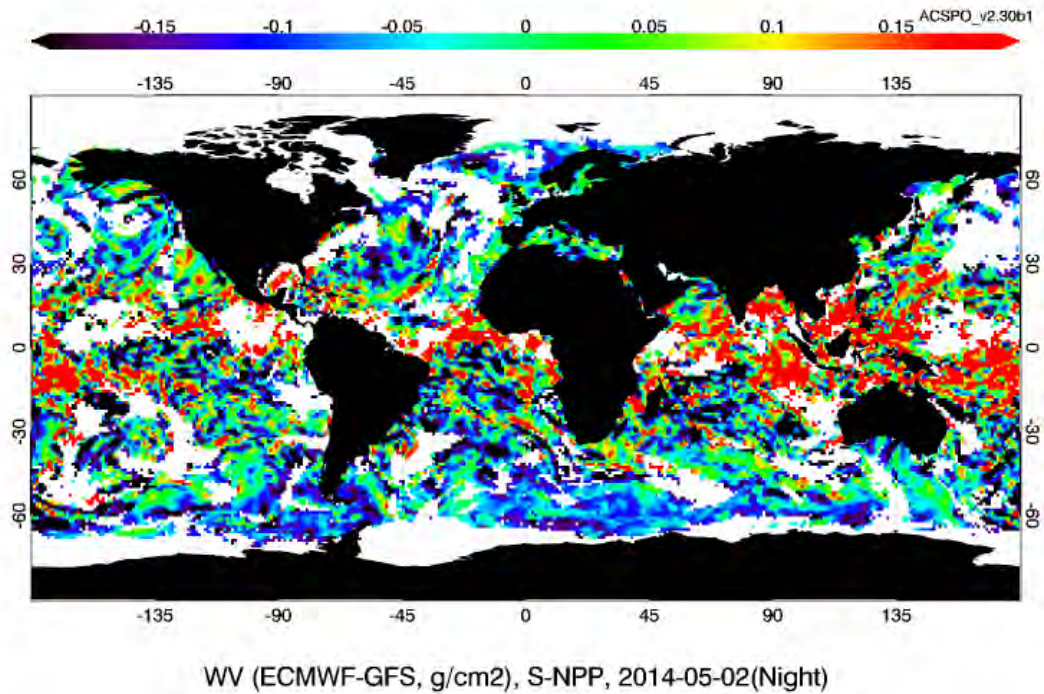 ACSPO_v2.30b1
-0.15 -0.1 -0.05 0 0.05 0.1 0.15
-135 -90 -45 0 45 90 135
60 60
30 30
0 0
-30 -30
-60 -60
-135 -90 -45 0 45 90 135
WV (ECMWF-GFS, g/cm2), S-NPP, 2014-05-02(Night)